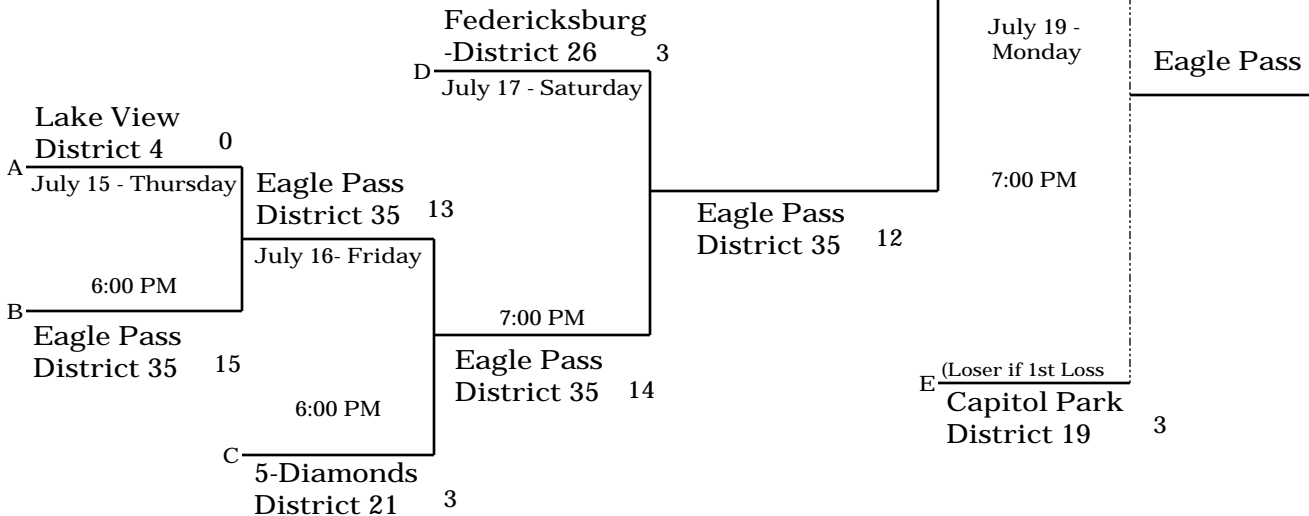 Federicksburg
-District 26 3
D
July 17 - Saturday
July 19 -
Monday
Eagle Pass
Lake View
District 4 0
A
July 15 - Thursday
Eagle Pass
District 35 13
July 16- Friday
7:00 PM
Eagle Pass
District 35 12
6:00 PM
B
Eagle Pass
District 35 15
7:00 PM
Eagle Pass
District 35 14
(Loser if 1st Loss
E
Capitol Park
District 19 3
6:00 PM
C
5-Diamonds
District 21 3